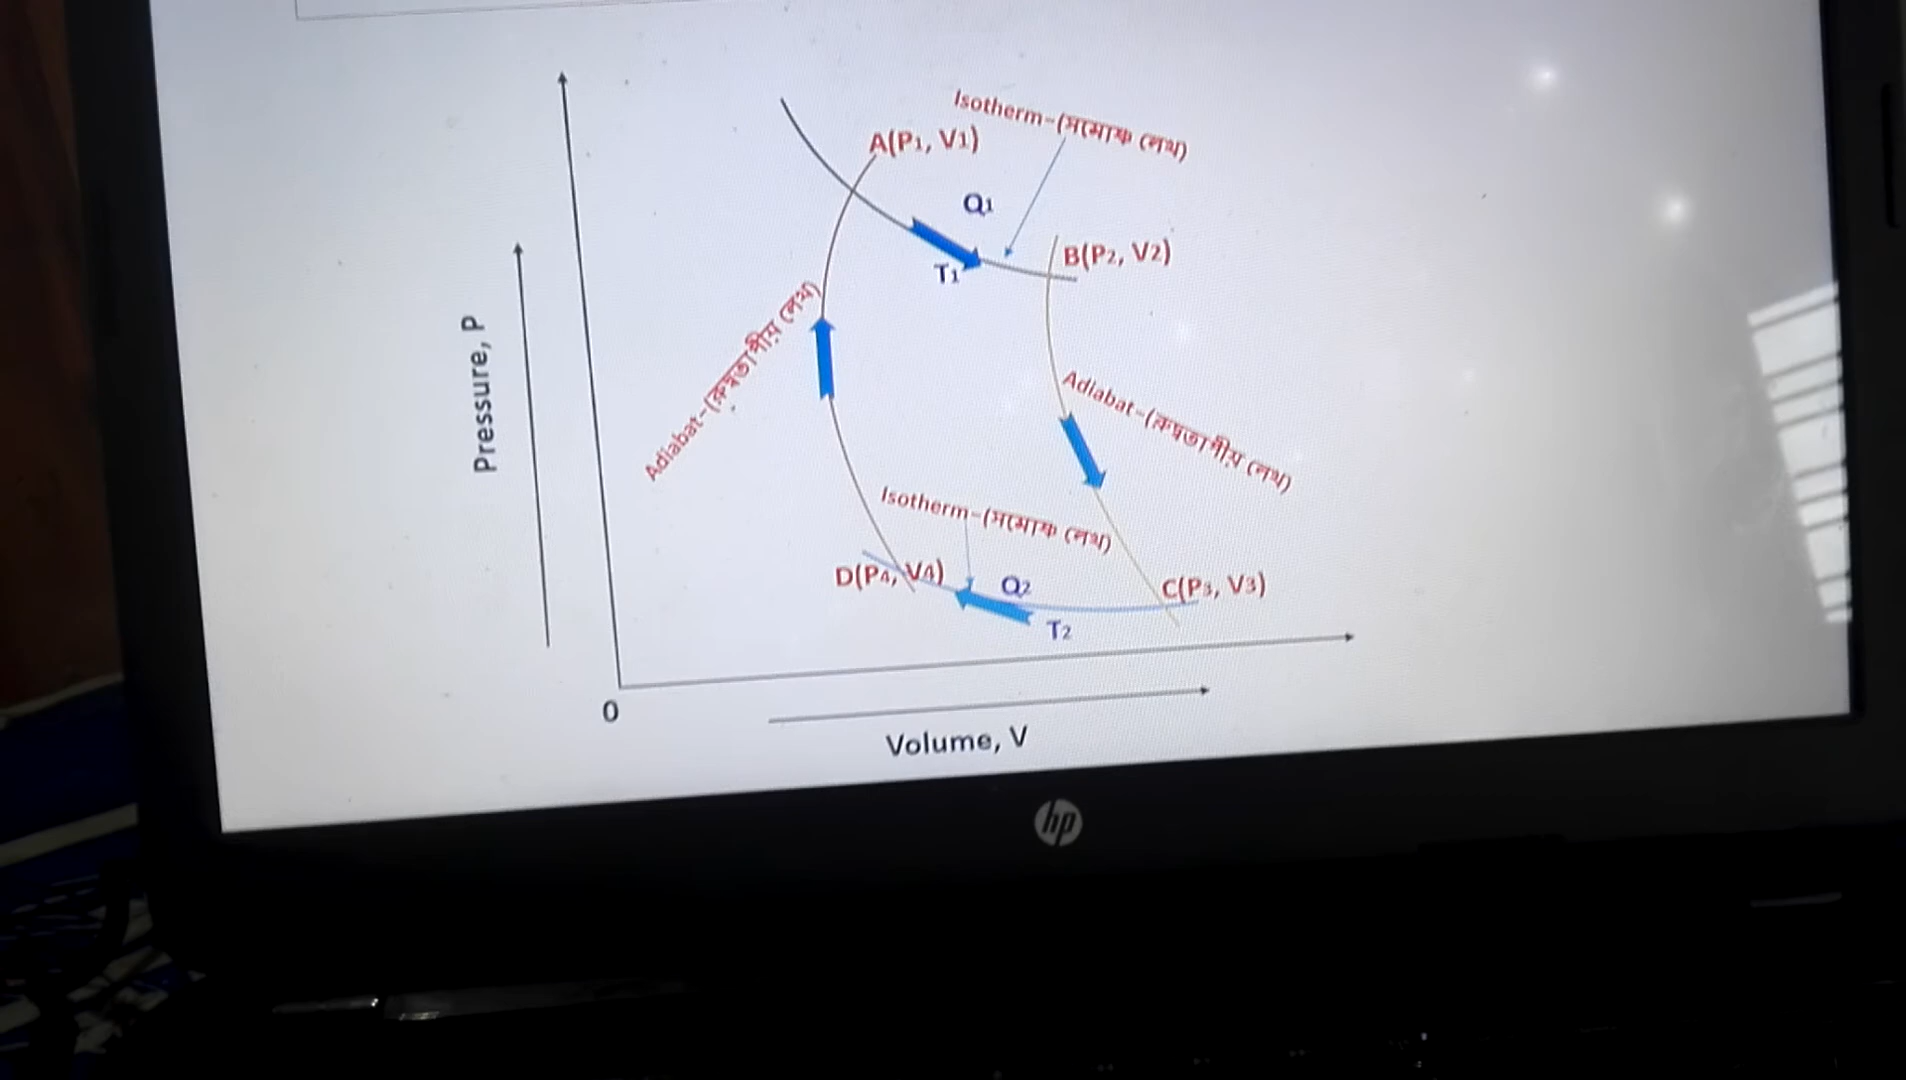 Isotherm-(সমোষ্ণ লেখ)
A(P1, V1)
Q1
B(P2, V2)
T1
Adiabat-(রুদ্ধতাপীয় লেখ)
Pressure, P
Adiabat-(রুদ্ধতাপীয় লেখ)
Isotherm-(সমোষ্ণ লেখ)
D(P4, V4)
Q2
C(P3, V3)
T2
0
Volume, V
hp